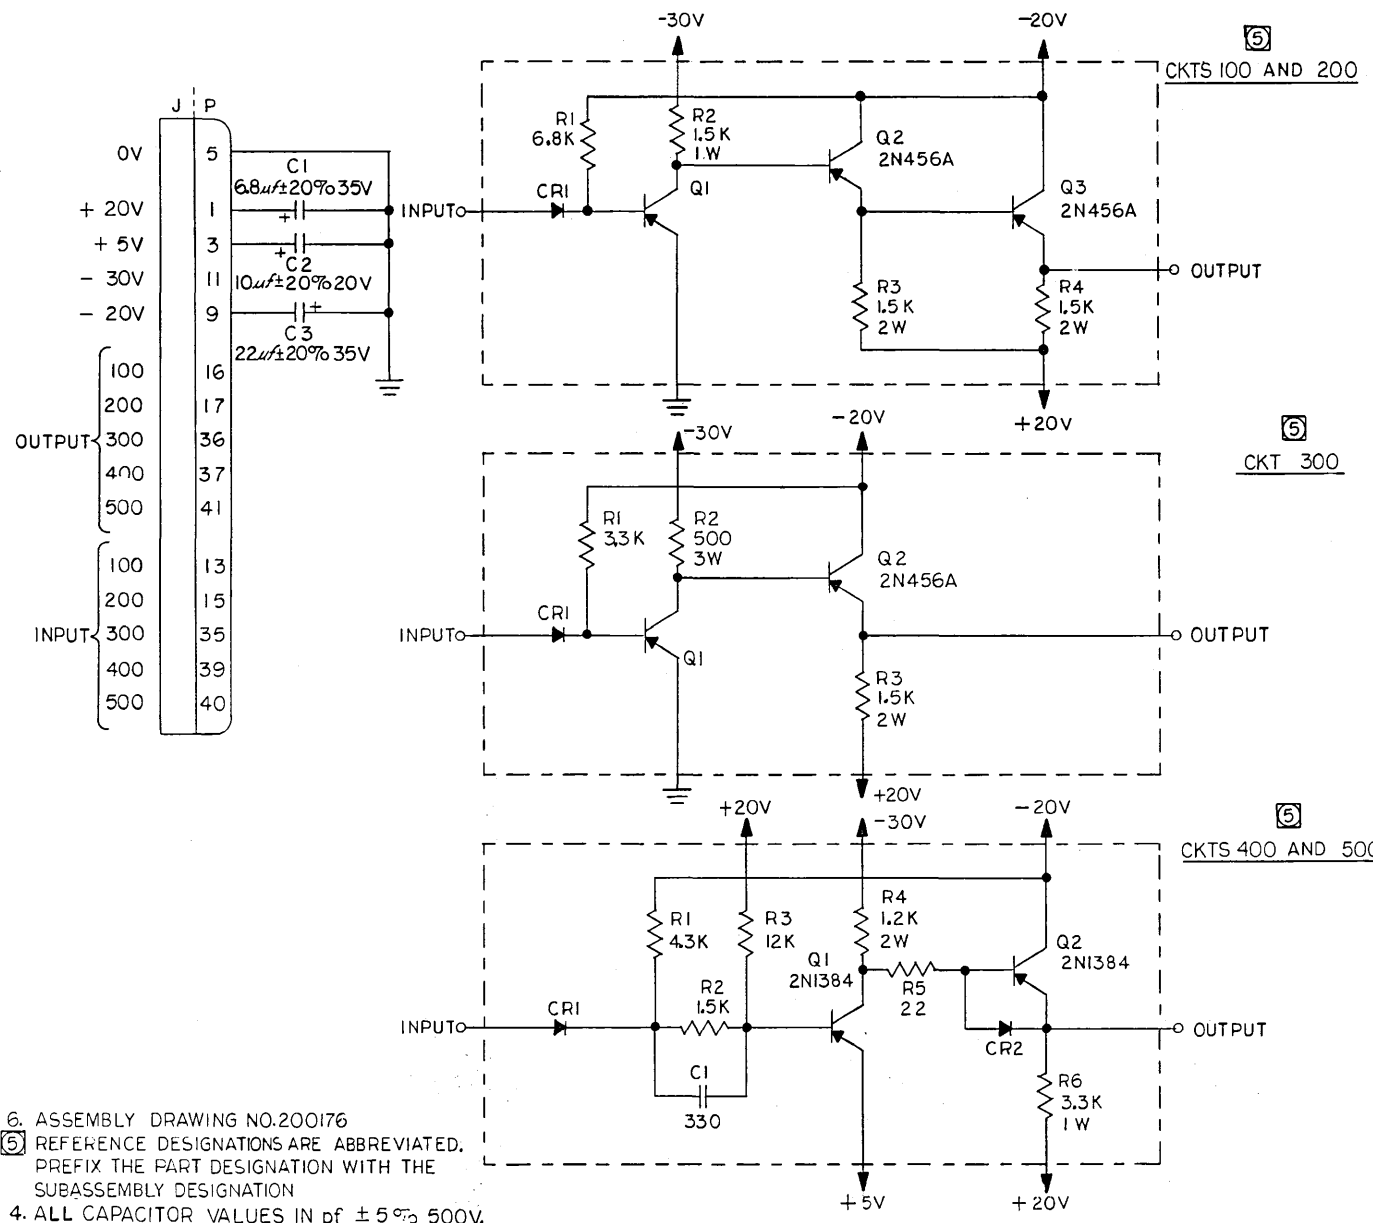 J P
0V 5
C1
6.8µf±20% 35V
+ 20V 1
+
+ 5V 3
+
C2
- 30V 11 10µf±20% 20V
- 20V 9
+
C3
22µf±20% 35V
100 16
200 17
OUTPUT 300 36
400 37
500 41
100 13
200 15
INPUT 300 35
400 39
500 40
-30V
-20V
5
CKTS 100 AND 200
R1
6.8K
R2
1.5K
1W
Q2
2N456A
CR1
Q1
Q3
2N456A
INPUT
OUTPUT
R3
1.5K
2W
R4
1.5K
2W
+20V
-30V
-20V
5
CKT 300
R1
3.3K
R2
500
3W
Q2
2N456A
CR1
INPUT
Q1
OUTPUT
R3
1.5K
2W
+20V
+20V
-30V
-20V
5
CKTS 400 AND 500
R1
4.3K
R3
12K
R4
1.2K
2W
Q1
2N1384
Q2
2N1384
R2
1.5K
R5
22
CR1
INPUT
CR2
OUTPUT
C1
330
R6
3.3K
1W
+5V
+20V
6. ASSEMBLY DRAWING NO.200176
5 REFERENCE DESIGNATIONS ARE ABBREVIATED.
PREFIX THE PART DESIGNATION WITH THE
SUBASSEMBLY DESIGNATION
4. ALL CAPACITOR VALUES IN pf ±5% 500V.